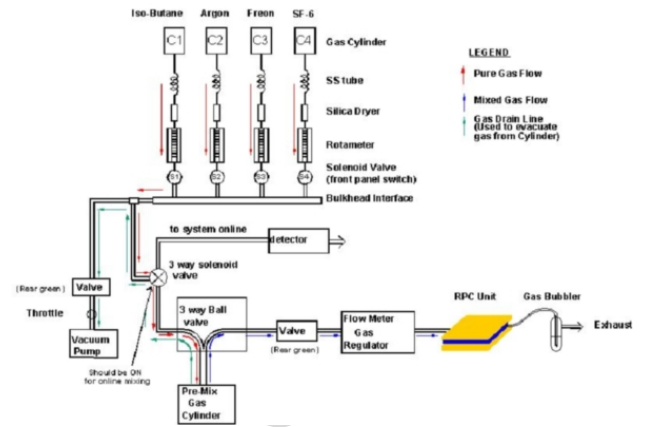 Iso-Butane Argon Freon SF-6
C1 C2 C3 C4
Gas Cylinder
LEGEND
SS tube
Pure Gas Flow
Mixed Gas Flow
Silica Dryer
Gas Drain Line
(Used to evacuate
gas from Cylinder)
Rotameter
Solenoid Valve
(front panel switch)
S1 S2 S3 S4
Bulkhead Interface
to system online
detector
3 way solenoid
valve
(Rear green)
Valve
Throttle
Vacuum
Pump
3 way Ball
valve
Valve
(Rear green)
Flow Meter
Gas
Regulator
RPC Unit
Gas Bubbler
Exhaust
Should be ON
for online mixing
Pre-Mix
Gas
Cylinder